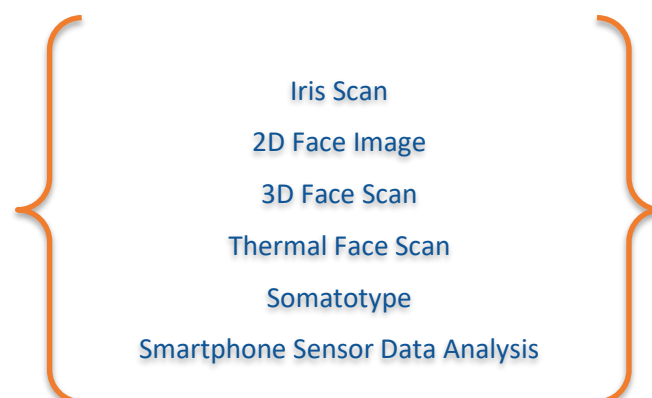 Iris Scan
2D Face Image
3D Face Scan
Thermal Face Scan
Somatotype
Smartphone Sensor Data Analysis